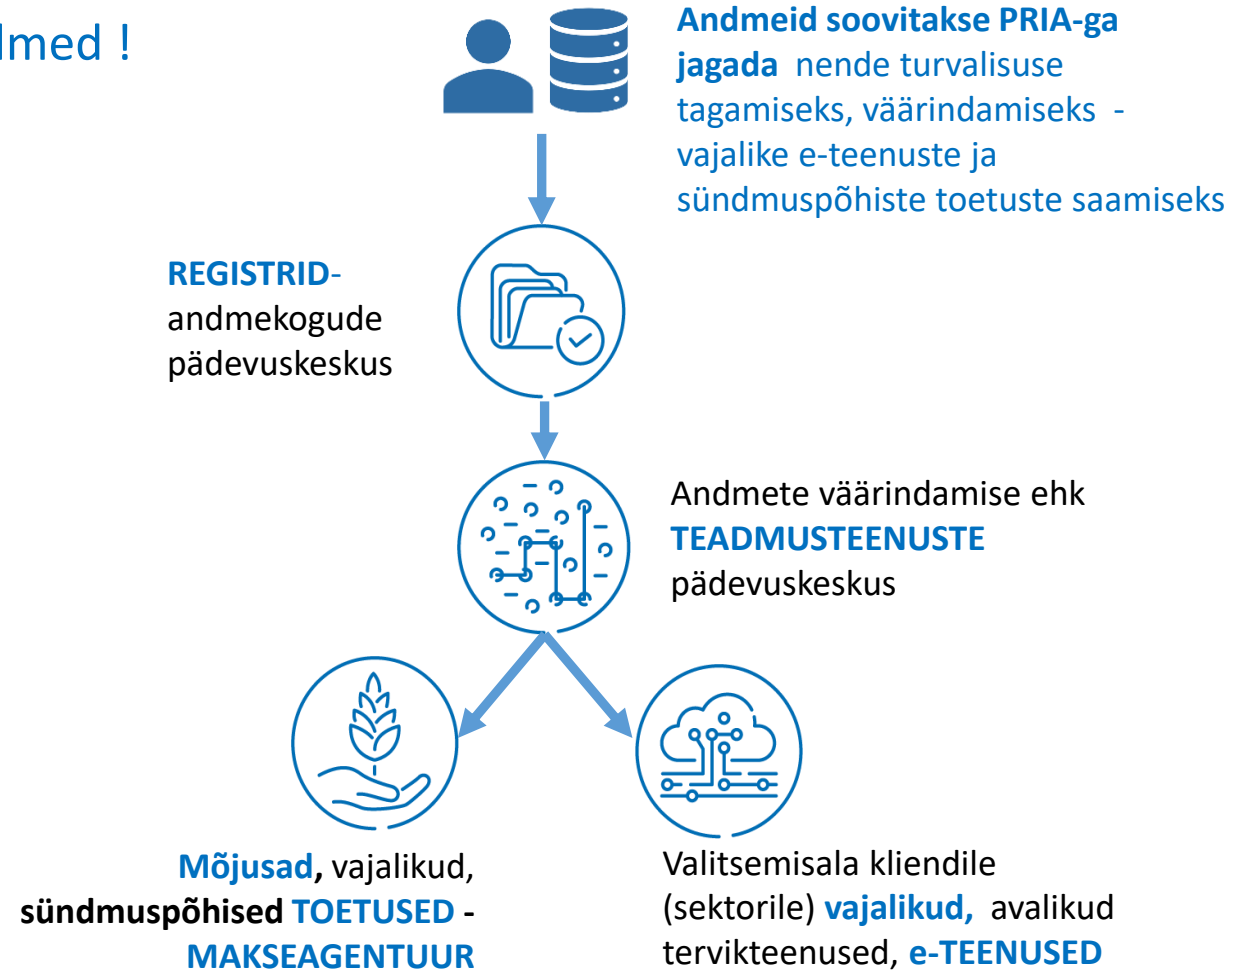 dmed !
Andmeid soovitakse PRIA-ga
jagada nende turvalisuse
tagamiseks, väärindamiseks -
vajalike e-teenuste ja
sündmuspõhiste toetuste saamiseks
REGISTRID-
andmekogude
pädevuskeskus
Andmete väärindamise ehk
TEADMUSTEENUSTE
pädevuskeskus
Mõjusad, vajalikud,
sündmuspõhised TOETUSED -
MAKSEAGENTUUR
Valitsemisala kliendile
(sektorile) vajalikud, avalikud
tervikteenused, e-TEENUSED